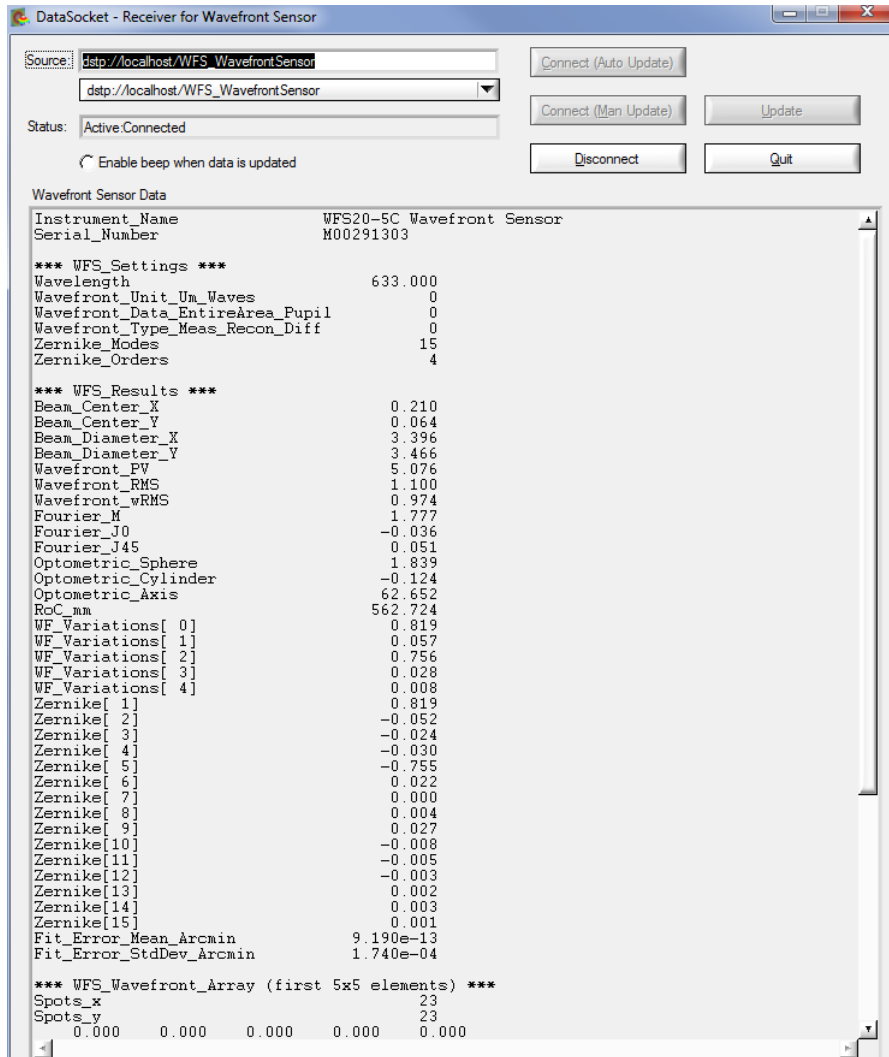 DataSocket - Receiver for Wavefront Sensor
Source: dstp://localhost/WFS_WavefrontSensor
Connect (Auto Update)
dstp://localhost/WFS_WavefrontSensor
Connect (Man Update) Update
Status: Active:Connected
Enable beep when data is updated
Disconnect Quit
Wavefront Sensor Data
Instrument_Name WFS20-5C Wavefront Sensor
Serial_Number M00291303
*** WFS_Settings ***
Wavelength 633.000
Wavefront_Unit_Um_Waves 0
Wavefront_Data_EntireArea_Pupil 0
Wavefront_Type_Meas_Recon_Diff 0
Zernike_Modes 15
Zernike_Orders 4
*** WFS_Results ***
Beam_Center_X 0.210
Beam_Center_Y 0.064
Beam_Diameter_X 3.396
Beam_Diameter_Y 3.466
Wavefront_PV 5.076
Wavefront_RMS 1.100
Wavefront_wRMS 0.974
Fourier_M 1.777
Fourier_J0 -0.036
Fourier_J45 0.051
Optometric_Sphere 1.839
Optometric_Cylinder -0.124
Optometric_Axis 62.652
RoC_mm 562.724
WF_Variations[ 0] 0.819
WF_Variations[ 1] 0.057
WF_Variations[ 2] 0.756
WF_Variations[ 3] 0.028
WF_Variations[ 4] 0.008
Zernike[ 1] 0.819
Zernike[ 2] -0.052
Zernike[ 3] -0.024
Zernike[ 4] -0.030
Zernike[ 5] -0.755
Zernike[ 6] 0.022
Zernike[ 7] 0.000
Zernike[ 8] 0.004
Zernike[ 9] 0.027
Zernike[10] -0.008
Zernike[11] -0.005
Zernike[12] -0.003
Zernike[13] 0.002
Zernike[14] 0.003
Zernike[15] 0.001
Fit_Error_Mean_Arcmin 9.190e-13
Fit_Error_StdDev_Arcmin 1.740e-04
*** WFS_Wavefront_Array (first 5x5 elements) ***
Spots_x 23
Spots_y 23
0.000 0.000 0.000 0.000 0.000